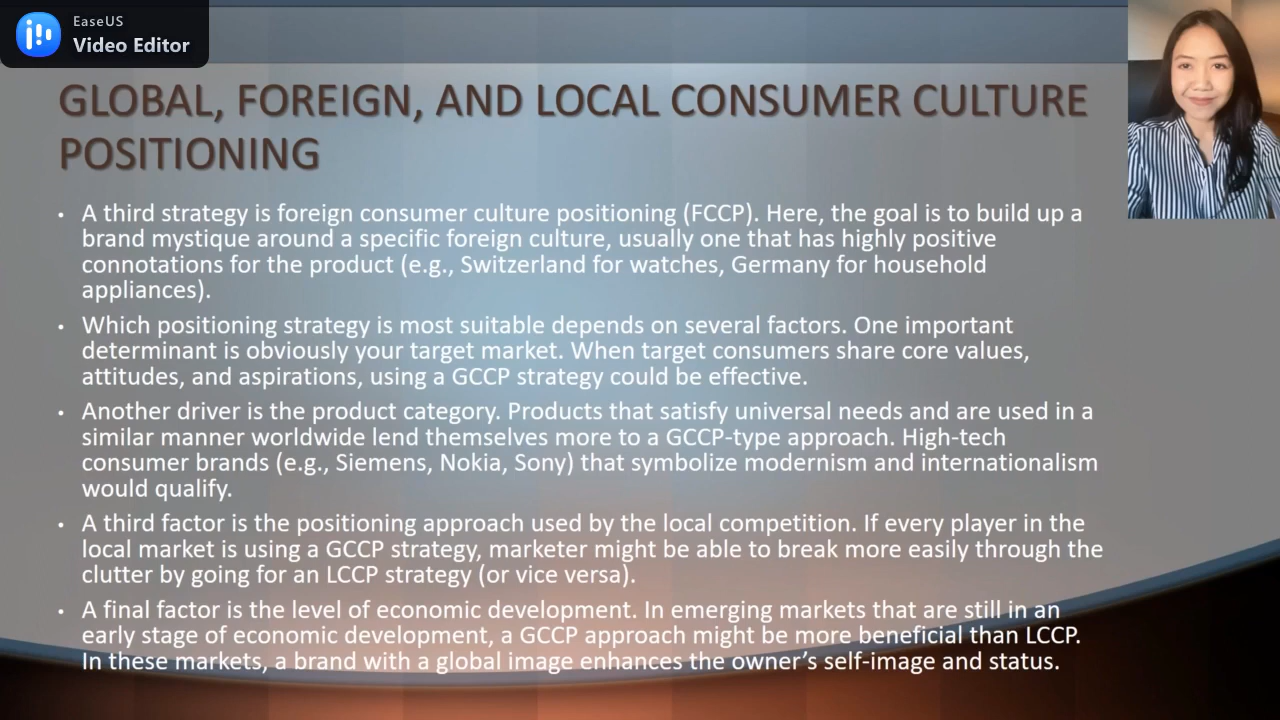 EaseUS
Video Editor
GLOBAL, FOREIGN, AND LOCAL CONSUMER CULTURE
POSITIONING
• A third strategy is foreign consumer culture positioning (FCCP). Here, the goal is to build up a
brand mystique around a specific foreign culture, usually one that has highly positive
connotations for the product (e.g., Switzerland for watches, Germany for household
appliances).
• Which positioning strategy is most suitable depends on several factors. One important
determinant is obviously your target market. When target consumers share core values,
attitudes, and aspirations, using a GCCP strategy could be effective.
• Another driver is the product category. Products that satisfy universal needs and are used in a
similar manner worldwide lend themselves more to a GCCP-type approach. High-tech
consumer brands (e.g., Siemens, Nokia, Sony) that symbolize modernism and internationalism
would qualify.
• A third factor is the positioning approach used by the local competition. If every player in the
local market is using a GCCP strategy, marketer might be able to break more easily through the
clutter by going for an LCCP strategy (or vice versa).
• A final factor is the level of economic development. In emerging markets that are still in an
early stage of economic development, a GCCP approach might be more beneficial than LCCP.
In these markets, a brand with a global image enhances the owner’s self-image and status.